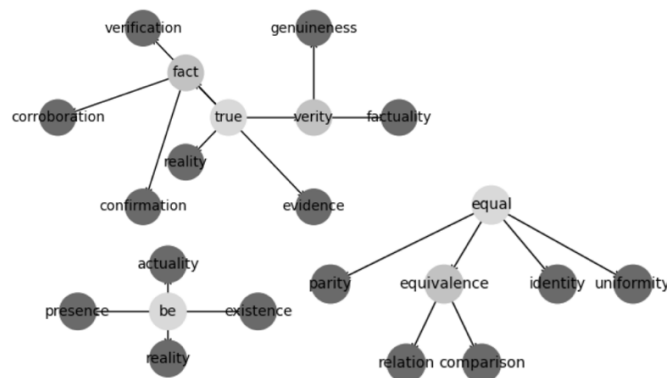 verification
genuineness
fact
corroboration
true
verity
factuality
reality
confirmation
evidence
equal
actuality
parity
equivalence
identity
uniformity
presence
be
existence
reality
relation
comparison